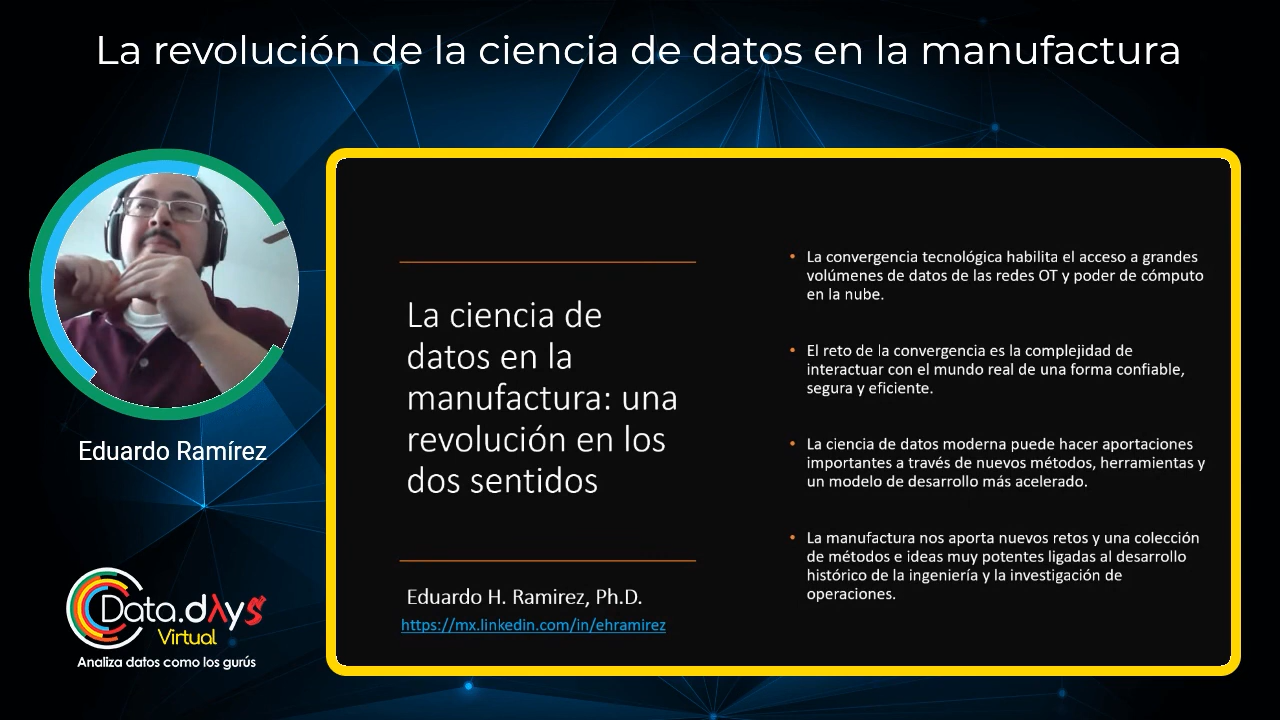 La revolución de la ciencia de datos en la manufactura
Eduardo Ramírez
Data.dAys
Virtual
Analiza datos como los gurús
La ciencia de
datos en la
manufactura: una
revolución en los
dos sentidos
Eduardo H. Ramirez, Ph.D.
https://mx.linkedin.com/in/ehramirez
• La convergencia tecnológica habilita el acceso a grandes
volúmenes de datos de las redes OT y poder de cómputo
en la nube.
• El reto de la convergencia es la complejidad de
interactuar con el mundo real de una forma confiable,
segura y eficiente.
• La ciencia de datos moderna puede hacer aportaciones
importantes a través de nuevos métodos, herramientas y
un modelo de desarrollo más acelerado.
• La manufactura nos aporta nuevos retos y una colección
de métodos e ideas muy potentes ligadas al desarrollo
histórico de la ingeniería y la investigación de
operaciones.